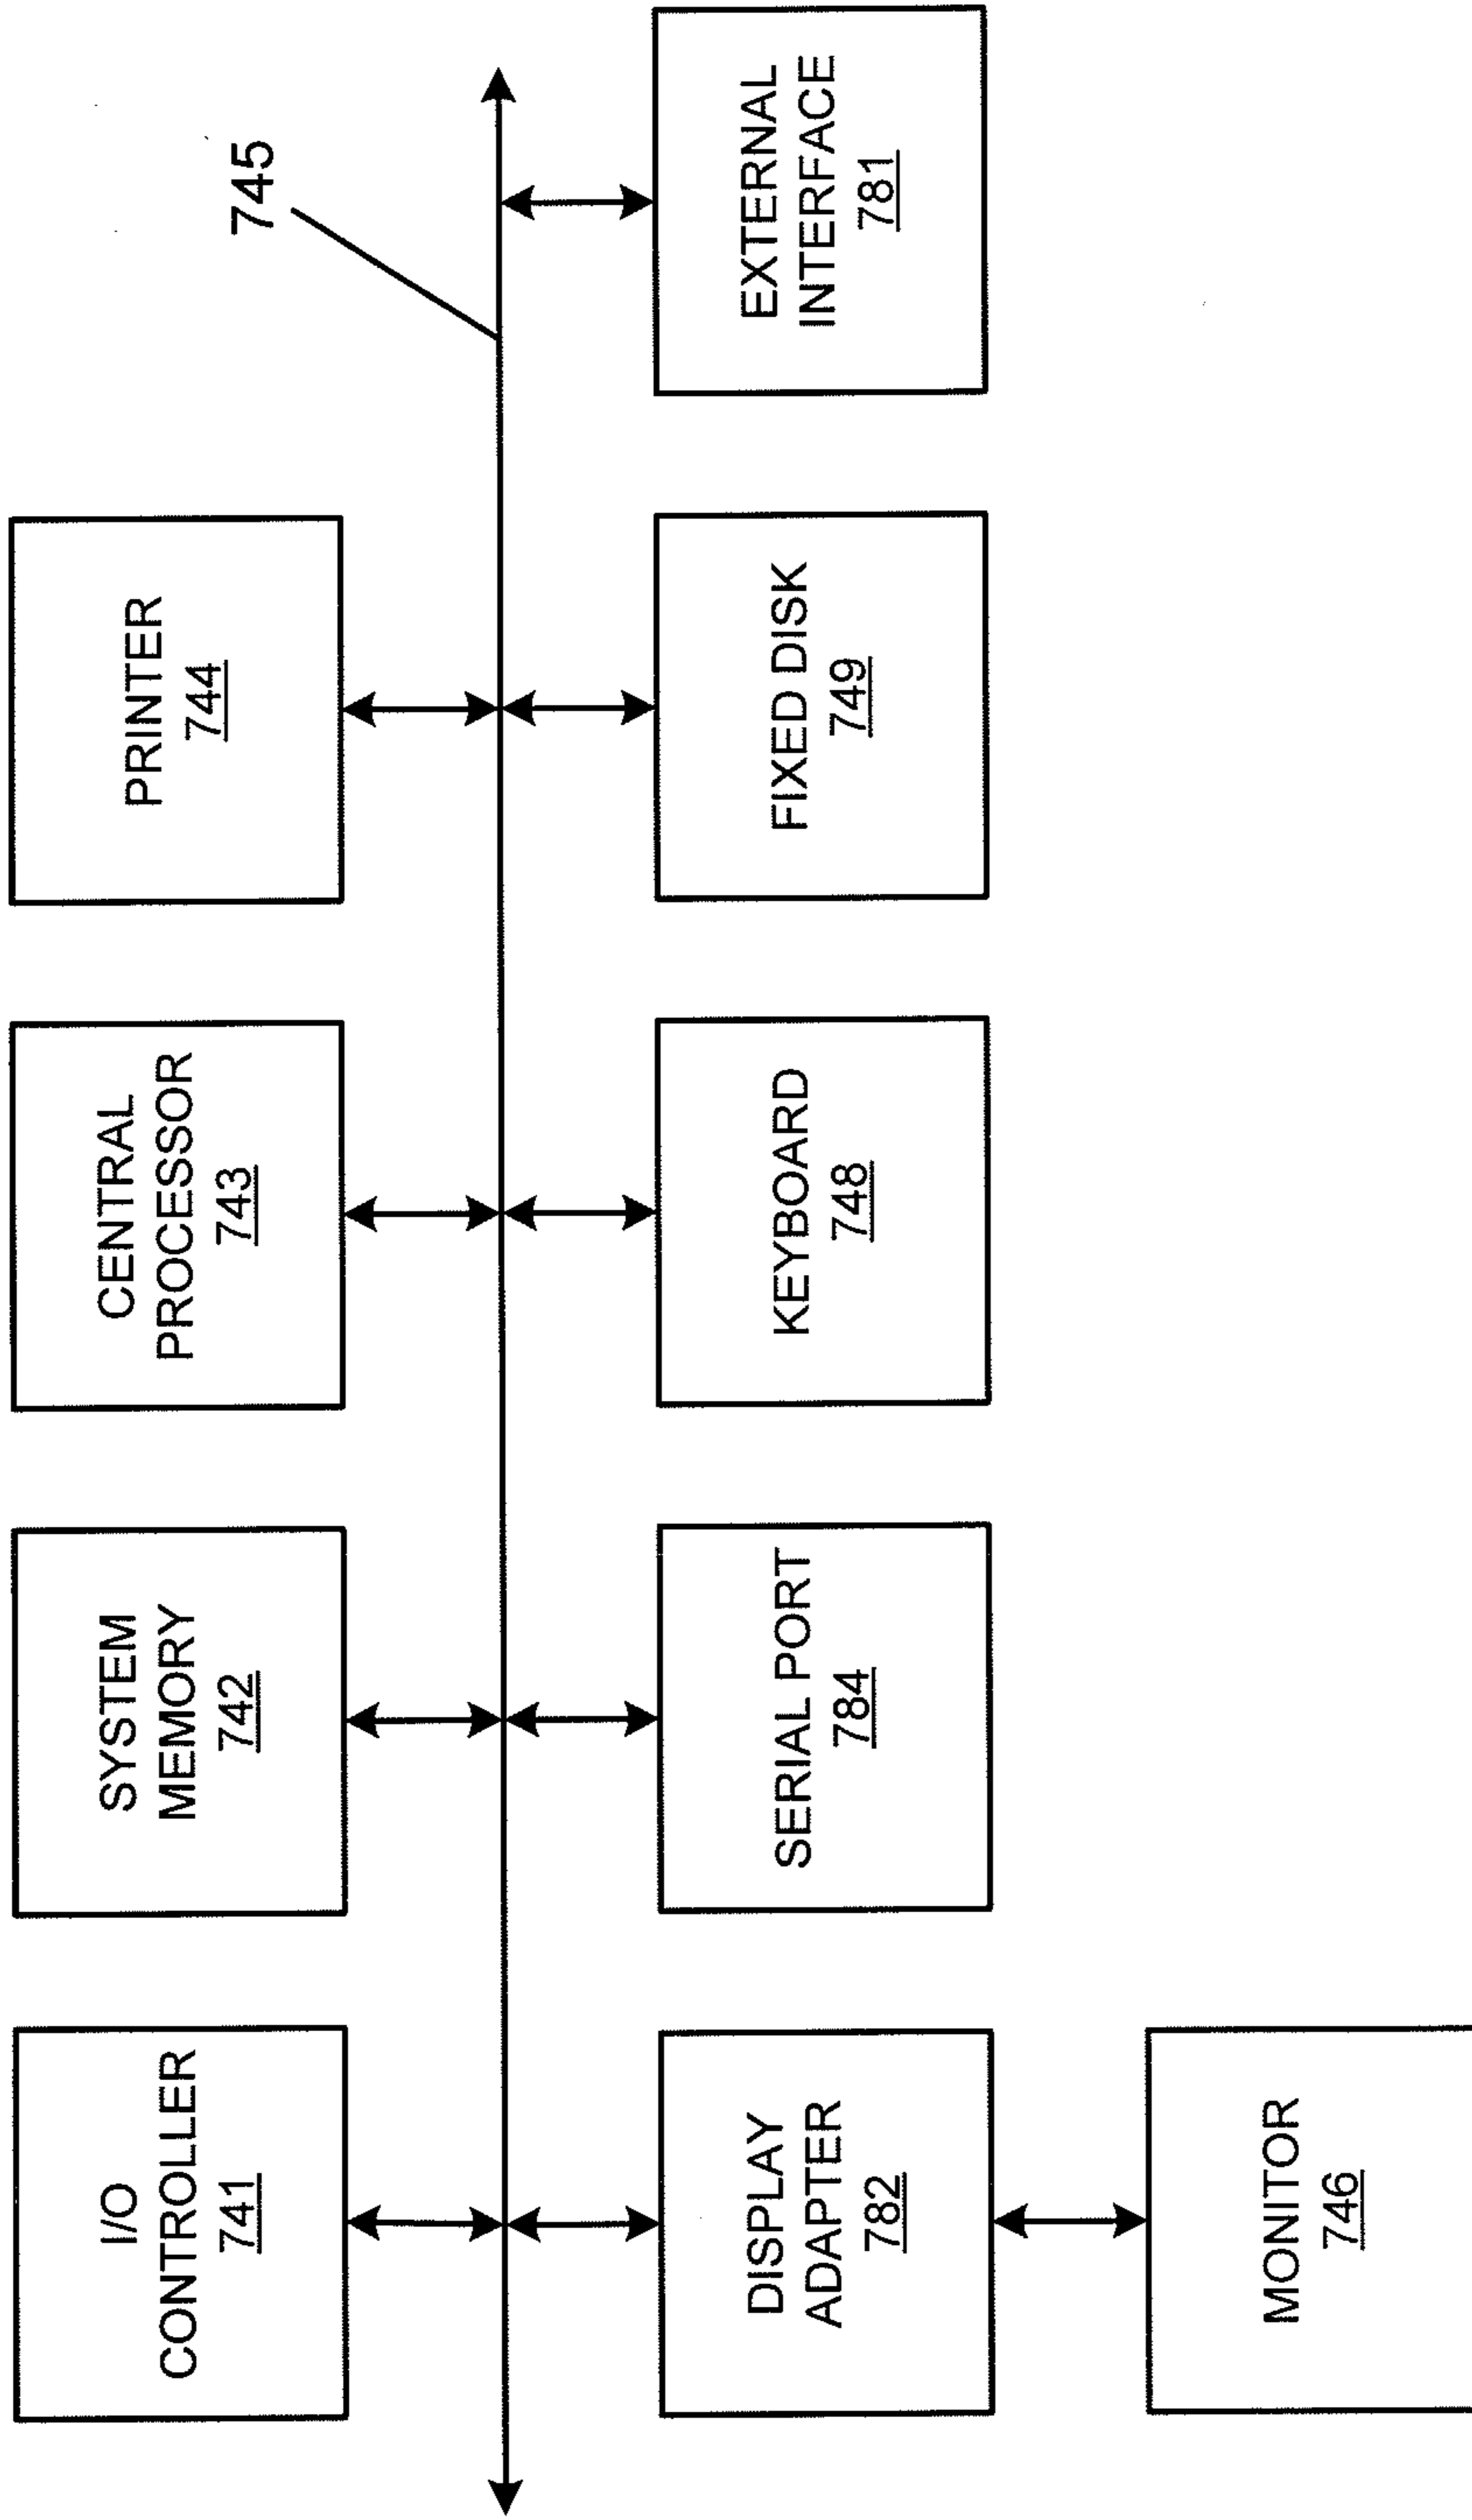 I/O
CONTROLLER
741
SYSTEM
MEMORY
742
CENTRAL
PROCESSOR
743
PRINTER
744
745
DISPLAY
ADAPTER
782
SERIAL PORT
784
KEYBOARD
748
FIXED DISK
749
EXTERNAL
INTERFACE
781
MONITOR
746